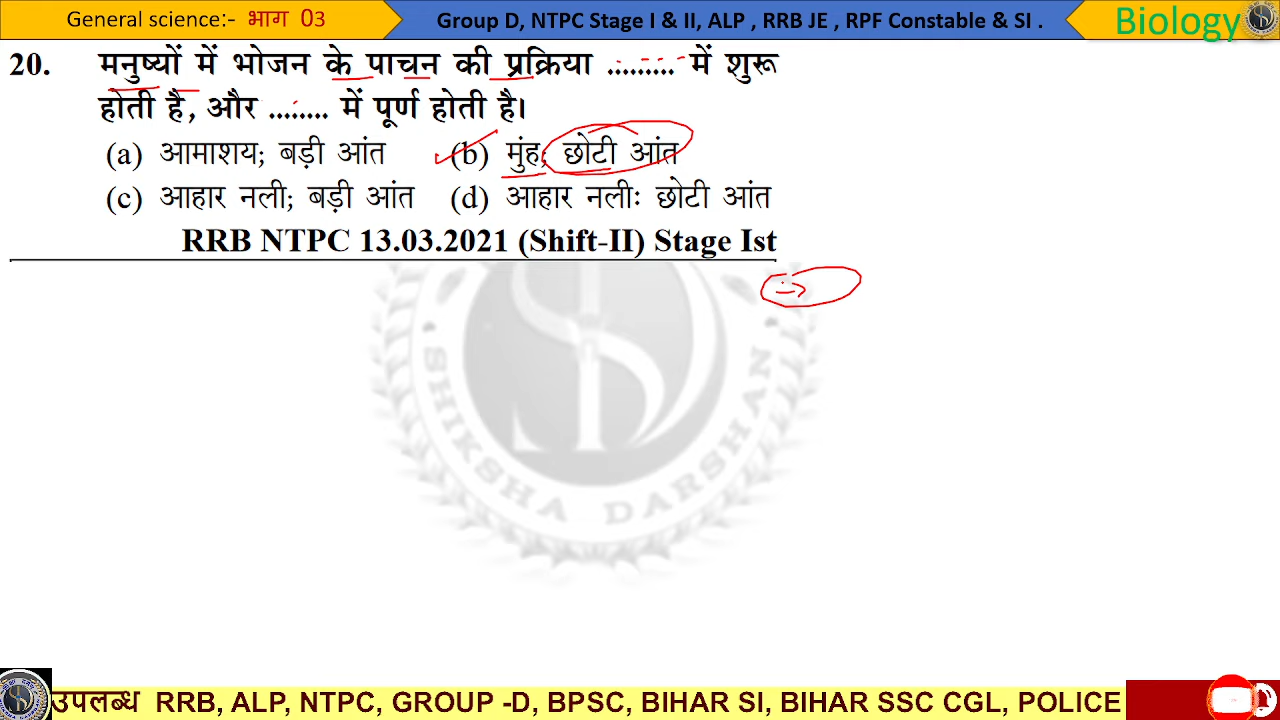 General science:- भाग 03
Group D, NTPC Stage I & II, ALP , RRB JE , RPF Constable & SI .
Biology
20. मनुष्यों में भोजन के पाचन की प्रक्रिया ......... में शुरू
होती है, और ........ में पूर्ण होती है।
(a) आमाशय; बड़ी आंत (b) मुंह; छोटी आंत
(c) आहार नली; बड़ी आंत (d) आहार नलीः छोटी आंत
RRB NTPC 13.03.2021 (Shift-II) Stage Ist
SHIKSHA DARSHAN
उपलब्ध RRB, ALP, NTPC, GROUP -D, BPSC, BIHAR SI, BIHAR SSC CGL, POLICE